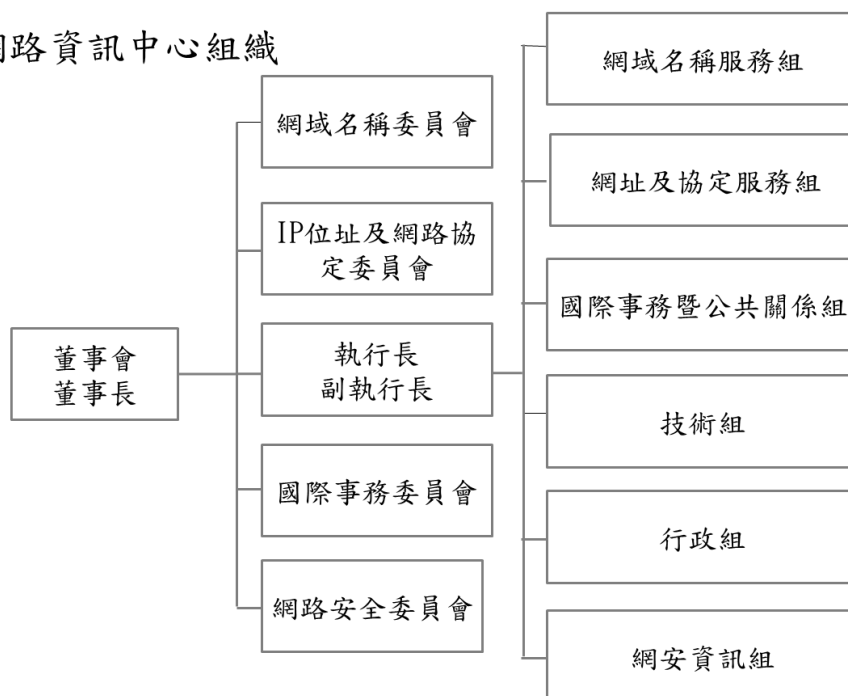 網路資訊中心組織
網域名稱委員會
IP位址及網路協
定委員會
執行長
副執行長
國際事務委員會
網路安全委員會
董事會
董事長
網域名稱服務組
網址及協定服務組
國際事務暨公共關係組
技術組
行政組
網安資訊組